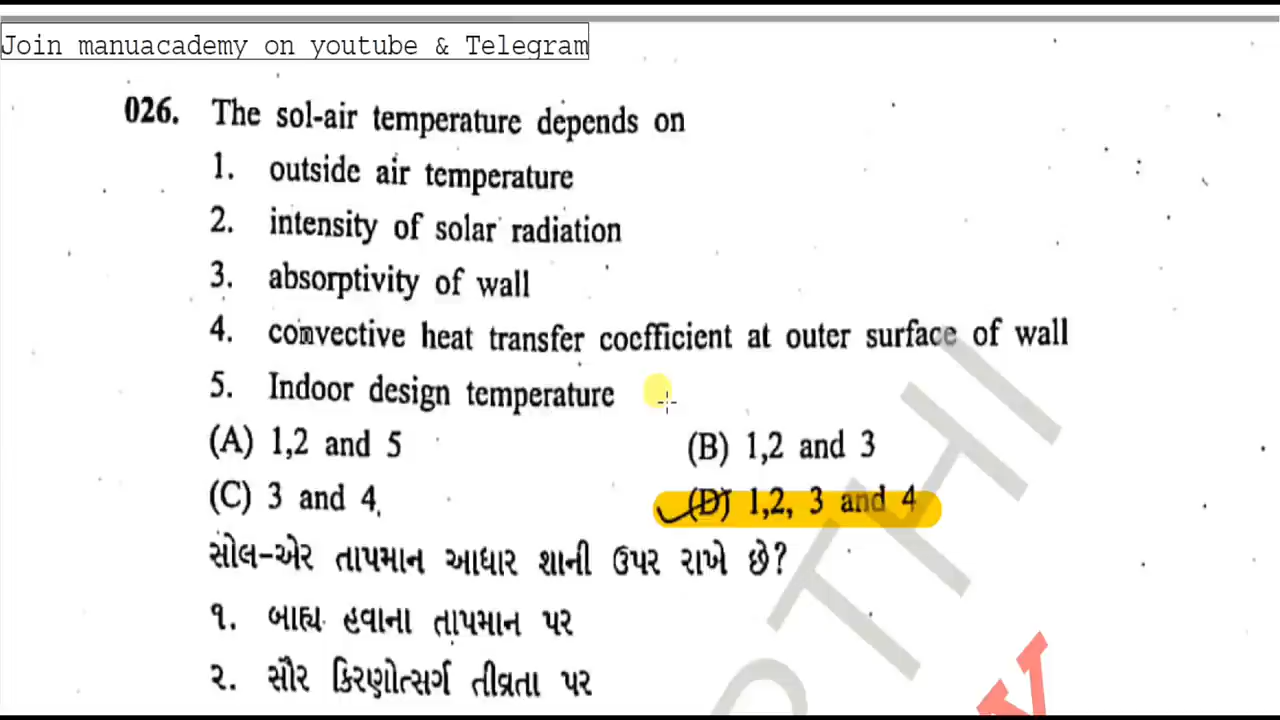 Join manuacademy on youtube & Telegram
026. The sol-air temperature depends on
1. outside air temperature
2. intensity of solar radiation
3. absorptivity of wall
4. convective heat transfer coefficient at outer surface of wall
5. Indoor design temperature
(A) 1,2 and 5 (B) 1,2 and 3
(C) 3 and 4 (D) 1,2, 3 and 4
સોલ-એર તાપમાન આધાર શાની ઉપર રાખે છે?
૧. બાહ્ય હવાના તાપમાન પર
૨. સૌર કિરણોત્સર્ગ તીવ્રતા પર
PTHI